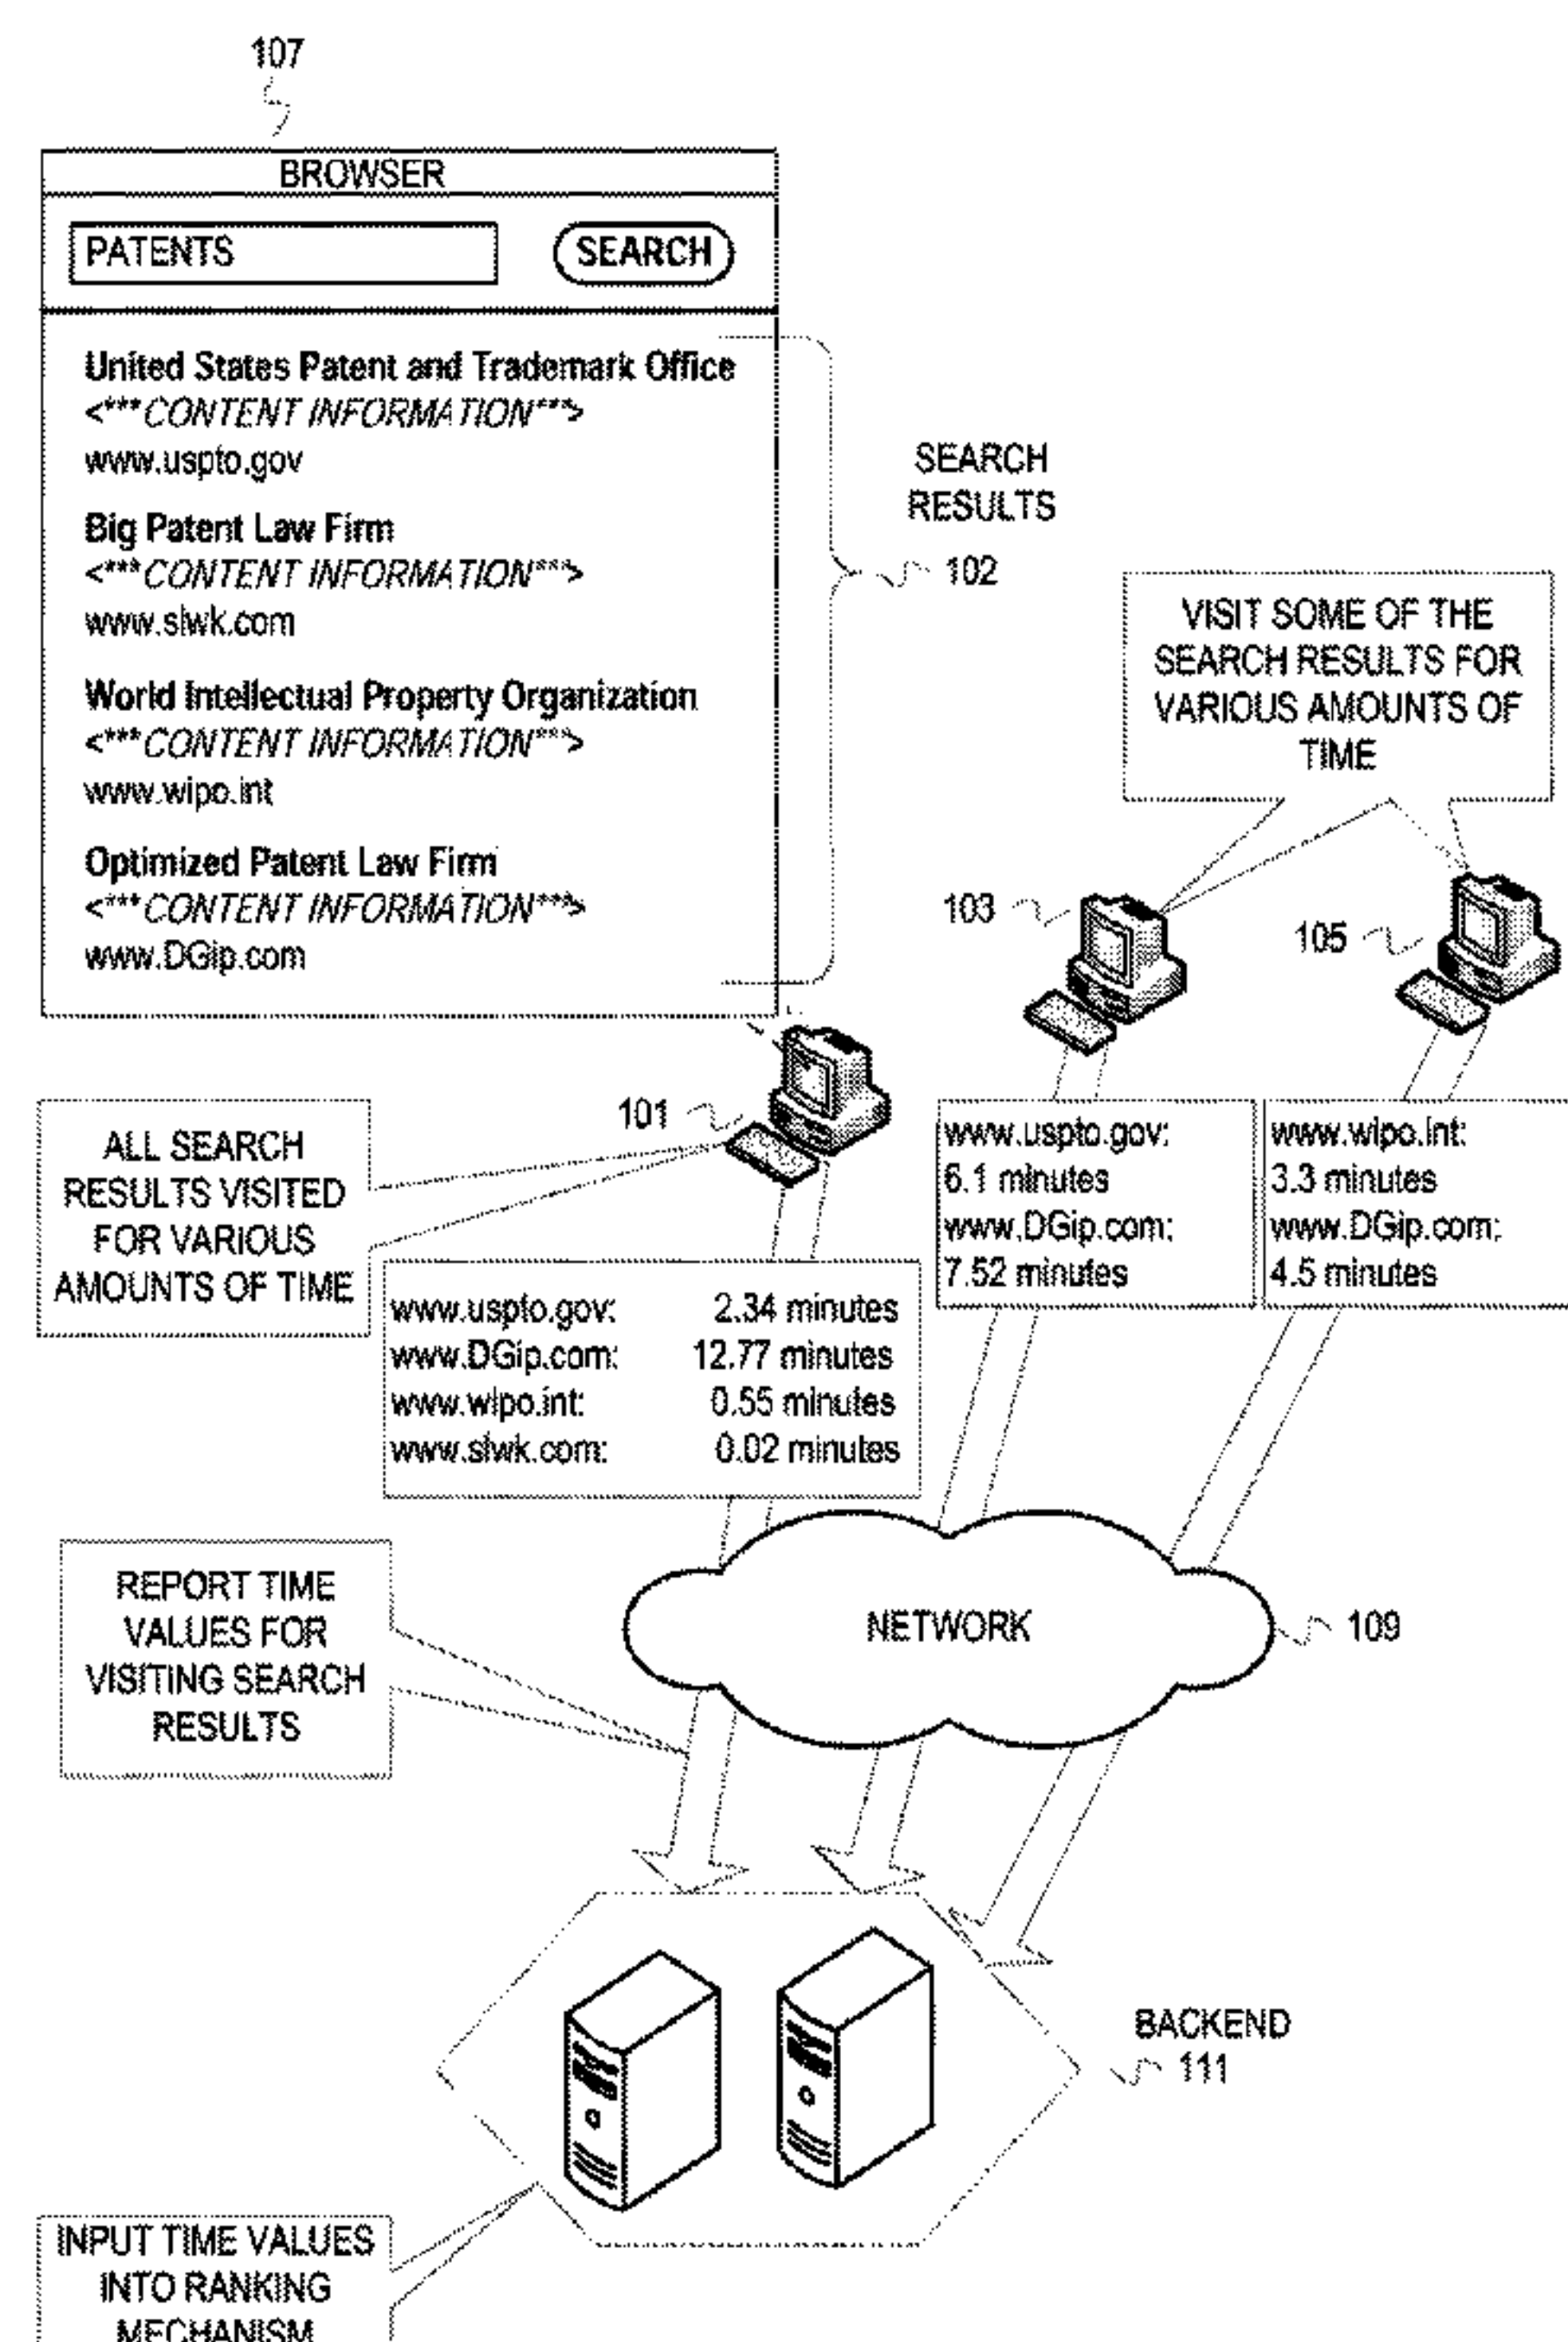 107
BROWSER
PATENTS
SEARCH
United States Patent and Trademark Office
<***CONTENT INFORMATION***>
www.uspto.gov
Big Patent Law Firm
<***CONTENT INFORMATION***>
www.slwk.com
World Intellectual Property Organization
<***CONTENT INFORMATION***>
www.wipo.int
Optimized Patent Law Firm
<***CONTENT INFORMATION***>
www.DGip.com
SEARCH
RESULTS
102
VISIT SOME OF THE
SEARCH RESULTS FOR
VARIOUS AMOUNTS OF
TIME
103
105
101
ALL SEARCH
RESULTS VISITED
FOR VARIOUS
AMOUNTS OF TIME
www.uspto.gov: 2.34 minutes
www.DGip.com: 12.77 minutes
www.wipo.int: 0.55 minutes
www.slwk.com: 0.02 minutes
www.uspto.gov:
6.1 minutes
www.DGip.com:
7.52 minutes
www.wipo.int:
3.3 minutes
www.DGip.com:
4.5 minutes
REPORT TIME
VALUES FOR
VISITING SEARCH
RESULTS
NETWORK
109
BACKEND
111
INPUT TIME VALUES
INTO RANKING
MECHANISM